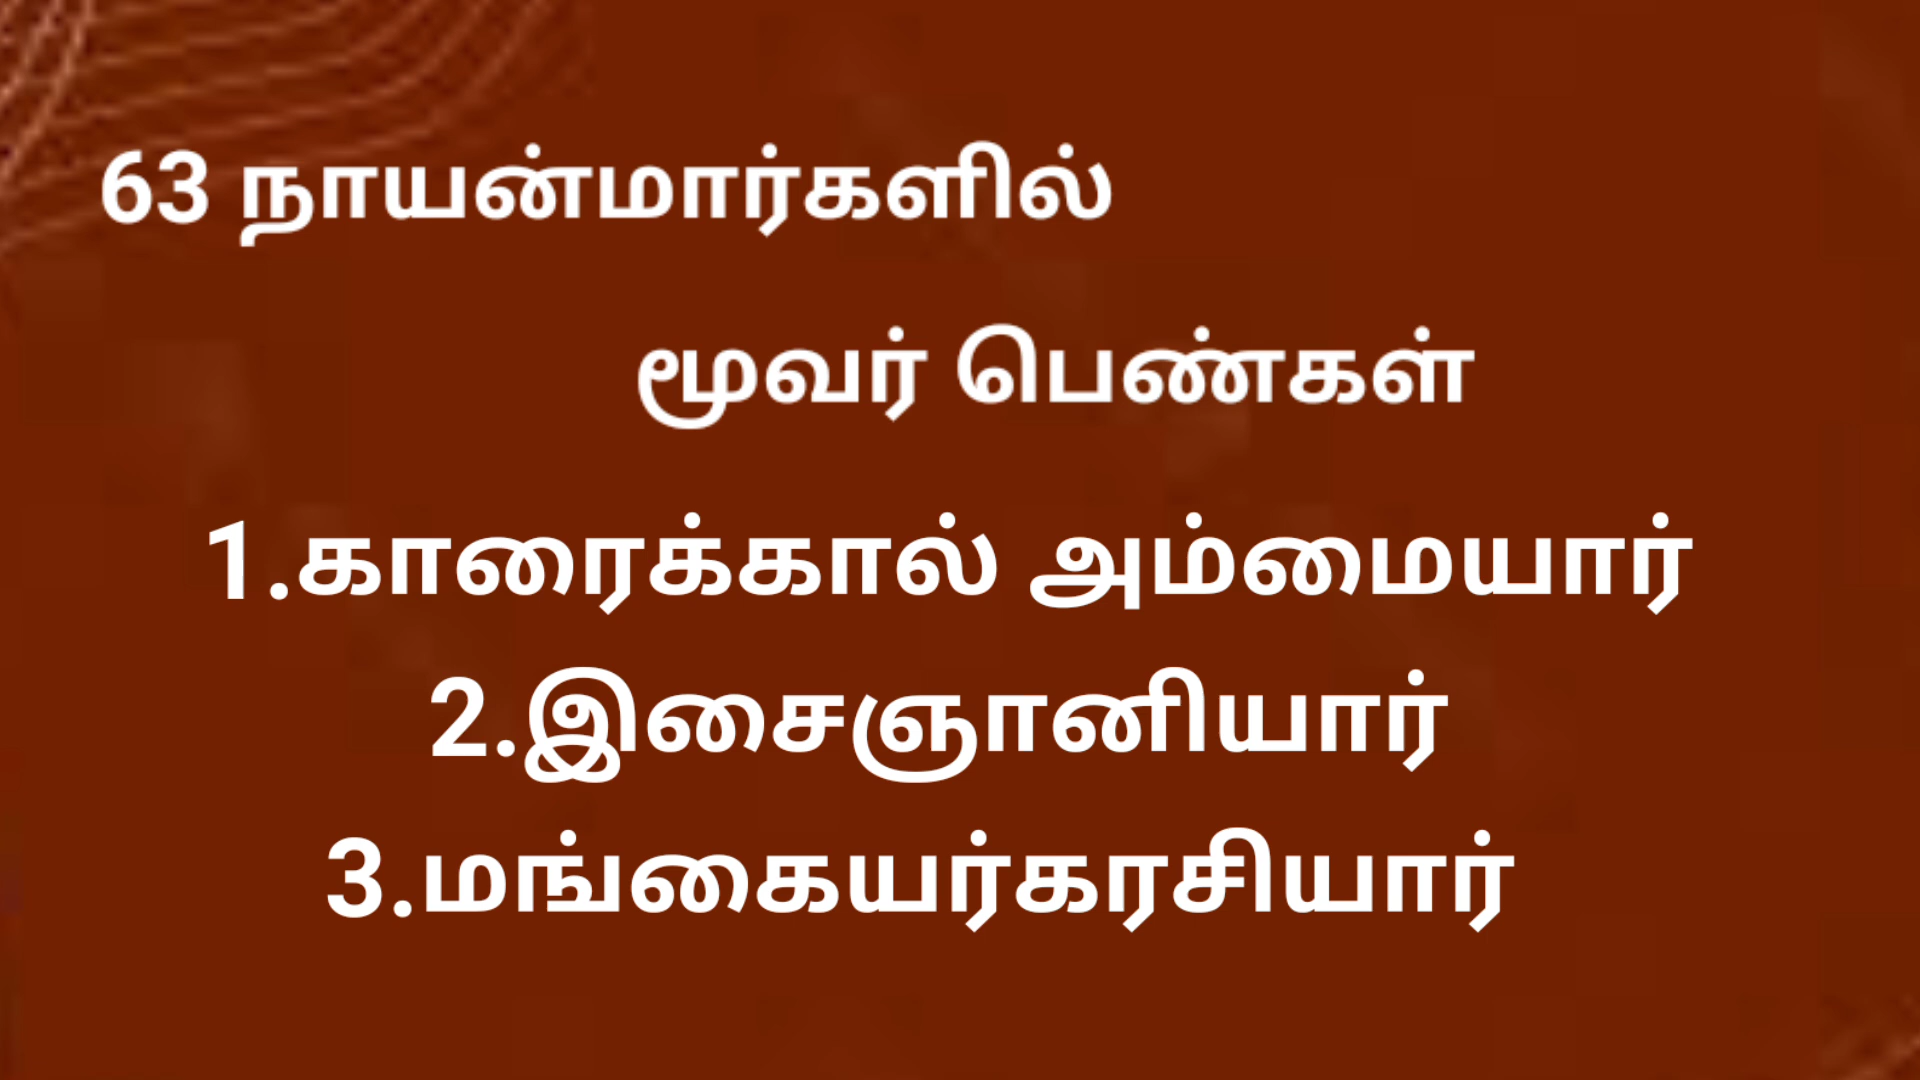 63 நாயன்மார்களில்
மூவர் பெண்கள்
1.காரைக்கால் அம்மையார்
2.இசைஞானியார்
3.மங்கையர்கரசியார்